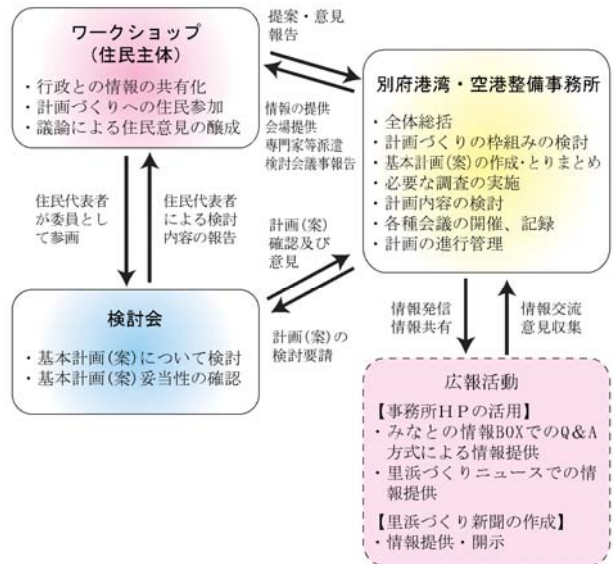 ワークショップ
(住民主体)
・行政との情報の共有化
・計画づくりへの住民参加
・議論による住民意見の醸成
提案・意見
報告
情報の提供
会場提供
専門家等派遣
検討会議事報告
別府港湾・空港整備事務所
・全体総括
・計画づくりの枠組みの検討
・基本計画(案)の作成・とりまとめ
・必要な調査の実施
・計画内容の検討
・各種会議の開催、記録
・計画の進行管理
住民代表者
が委員とし
て参画
住民代表者
による検討
内容の報告
計画(案)
確認及び
意見
計画(案)の
検討要請
検討会
・基本計画(案)について検討
・基本計画(案)妥当性の確認
情報発信
情報共有
情報交流
意見収集
広報活動
【事務所HPの活用】
・みなとの情報BOXでのQ&A
方式による情報提供
・里浜づくりニュースでの情
報提供
【里浜づくり新聞の作成】
・情報提供・開示